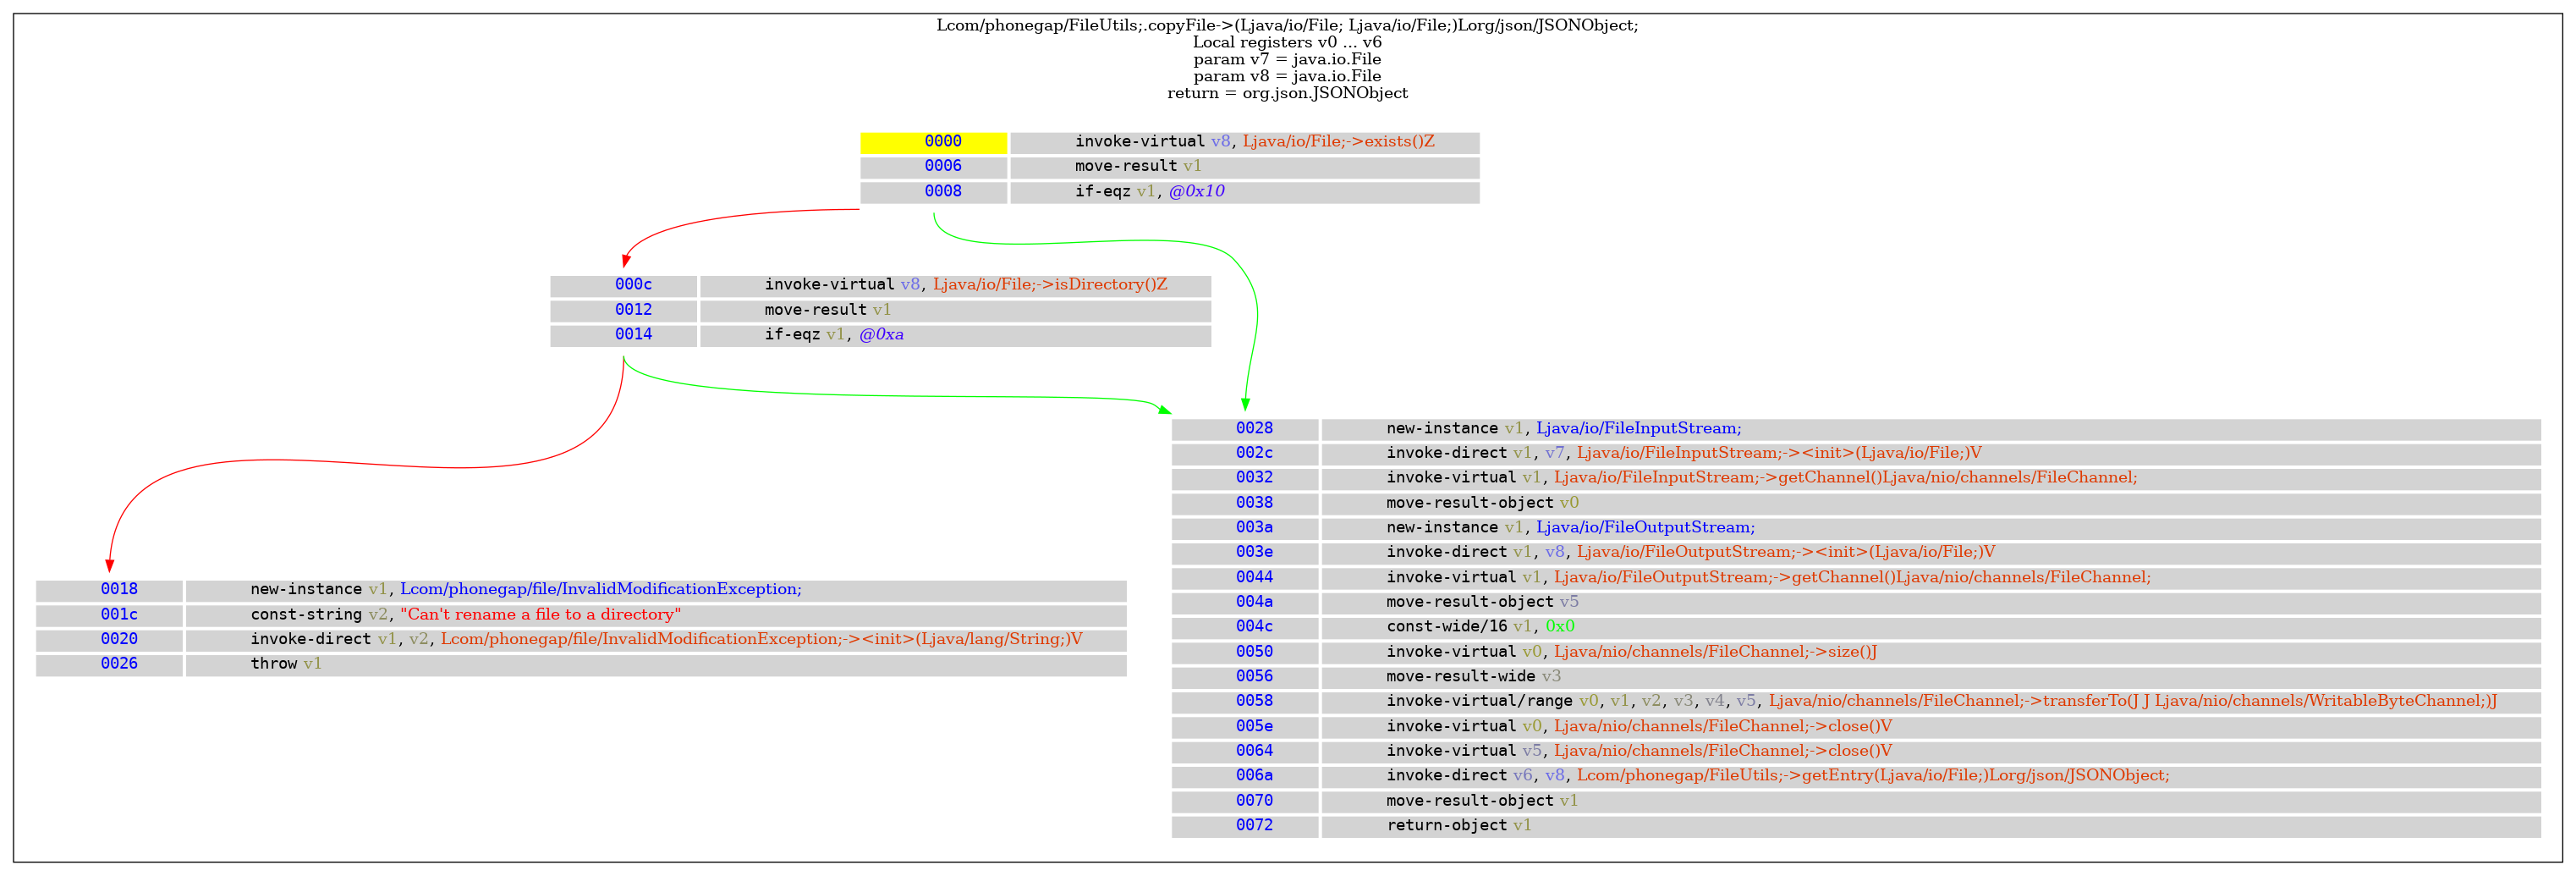 Lcom/phonegap/FileUtils;.copyFile->(Ljava/io/File; Ljava/io/File;)Lorg/json/JSONObject;
Local registers v0 ... v6
param v7 = java.io.File
param v8 = java.io.File
return = org.json.JSONObject
0000 invoke-virtual v8, Ljava/io/File;->exists()Z
0006 move-result v1
0008 if-eqz v1, @0x10
000c invoke-virtual v8, Ljava/io/File;->isDirectory()Z
0012 move-result v1
0014 if-eqz v1, @0xa
0018 new-instance v1, Lcom/phonegap/file/InvalidModificationException;
001c const-string v2, "Can't rename a file to a directory"
0020 invoke-direct v1, v2, Lcom/phonegap/file/InvalidModificationException;-><init>(Ljava/lang/String;)V
0026 throw v1
0028 new-instance v1, Ljava/io/FileInputStream;
002c invoke-direct v1, v7, Ljava/io/FileInputStream;-><init>(Ljava/io/File;)V
0032 invoke-virtual v1, Ljava/io/FileInputStream;->getChannel()Ljava/nio/channels/FileChannel;
0038 move-result-object v0
003a new-instance v1, Ljava/io/FileOutputStream;
003e invoke-direct v1, v8, Ljava/io/FileOutputStream;-><init>(Ljava/io/File;)V
0044 invoke-virtual v1, Ljava/io/FileOutputStream;->getChannel()Ljava/nio/channels/FileChannel;
004a move-result-object v5
004c const-wide/16 v1, 0x0
0050 invoke-virtual v0, Ljava/nio/channels/FileChannel;->size()J
0056 move-result-wide v3
0058 invoke-virtual/range v0, v1, v2, v3, v4, v5, Ljava/nio/channels/FileChannel;->transferTo(J J Ljava/nio/channels/WritableByteChannel;)J
005e invoke-virtual v0, Ljava/nio/channels/FileChannel;->close()V
0064 invoke-virtual v5, Ljava/nio/channels/FileChannel;->close()V
006a invoke-direct v6, v8, Lcom/phonegap/FileUtils;->getEntry(Ljava/io/File;)Lorg/json/JSONObject;
0070 move-result-object v1
0072 return-object v1